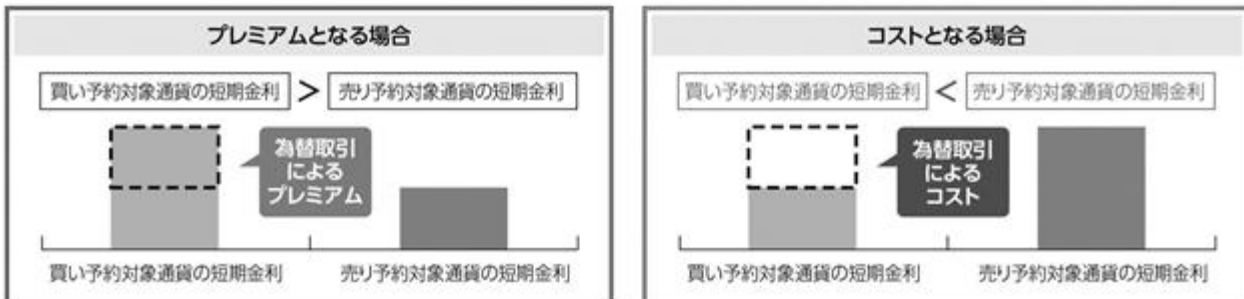 プレミアムとなる場合
買い予約対象通貨の短期金利 > 売り予約対象通貨の短期金利
為替取引
による
プレミアム
買い予約対象通貨の短期金利 売り予約対象通貨の短期金利
コストとなる場合
買い予約対象通貨の短期金利 < 売り予約対象通貨の短期金利
為替取引
による
コスト
買い予約対象通貨の短期金利 売り予約対象通貨の短期金利